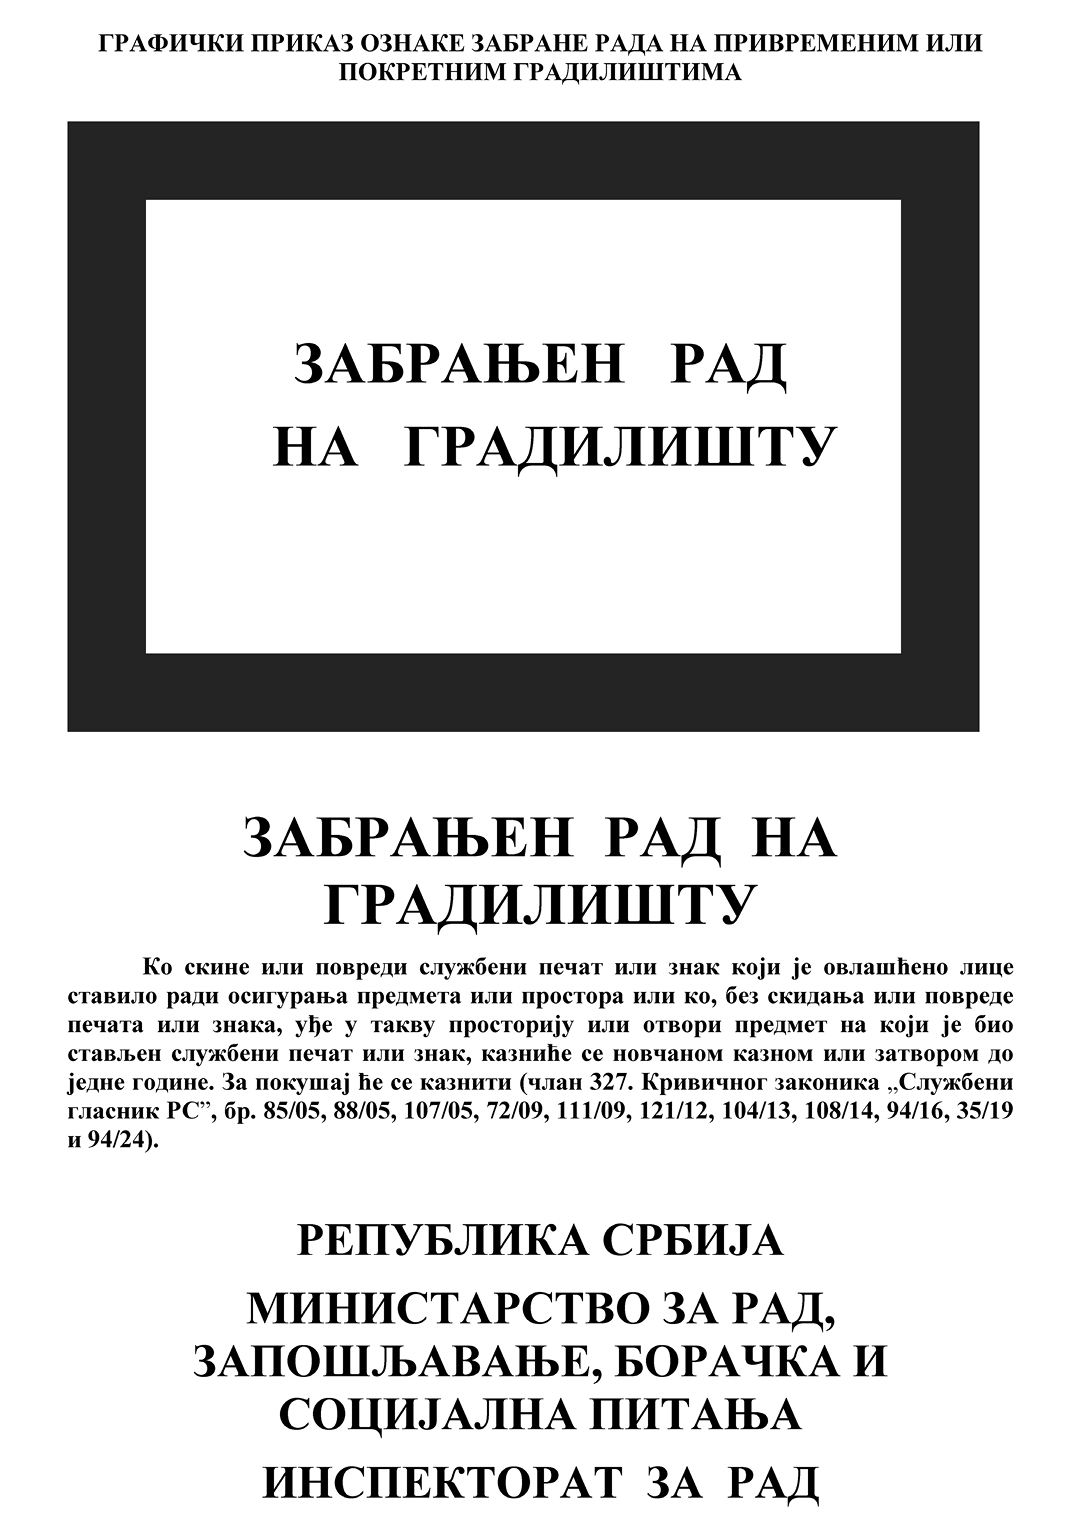 ГРАФИЧКИ ПРИКАЗ ОЗНАКЕ ЗАБРАНЕ РАДА НА ПРИВРЕМЕНИМ ИЛИ
ПОКРЕТНИМ ГРАДИЛИШТИМА
ЗАБРАЊЕН РАД
НА ГРАДИЛИШТУ
ЗАБРАЊЕН РАД НА
ГРАДИЛИШТУ
Ко скине или повреди службени печат или знак који је овлашћено лице
ставило ради осигурања предмета или простора или ко, без скидања или повреде
печата или знака, уђе у такву просторију или отвори предмет на који је био
стављен службени печат или знак, казниће се новчаном казном или затвором до
једне године. За покушај ће се казнити (члан 327. Кривичног законика „Службени
гласник РС”, бр. 85/05, 88/05, 107/05, 72/09, 111/09, 121/12, 104/13, 108/14, 94/16, 35/19
и 94/24).
РЕПУБЛИКА СРБИЈА
МИНИСТАРСТВО ЗА РАД,
ЗАПОШЉАВАЊЕ, БОРАЧКА И
СОЦИЈАЛНА ПИТАЊА
ИНСПЕКТОРАТ ЗА РАД